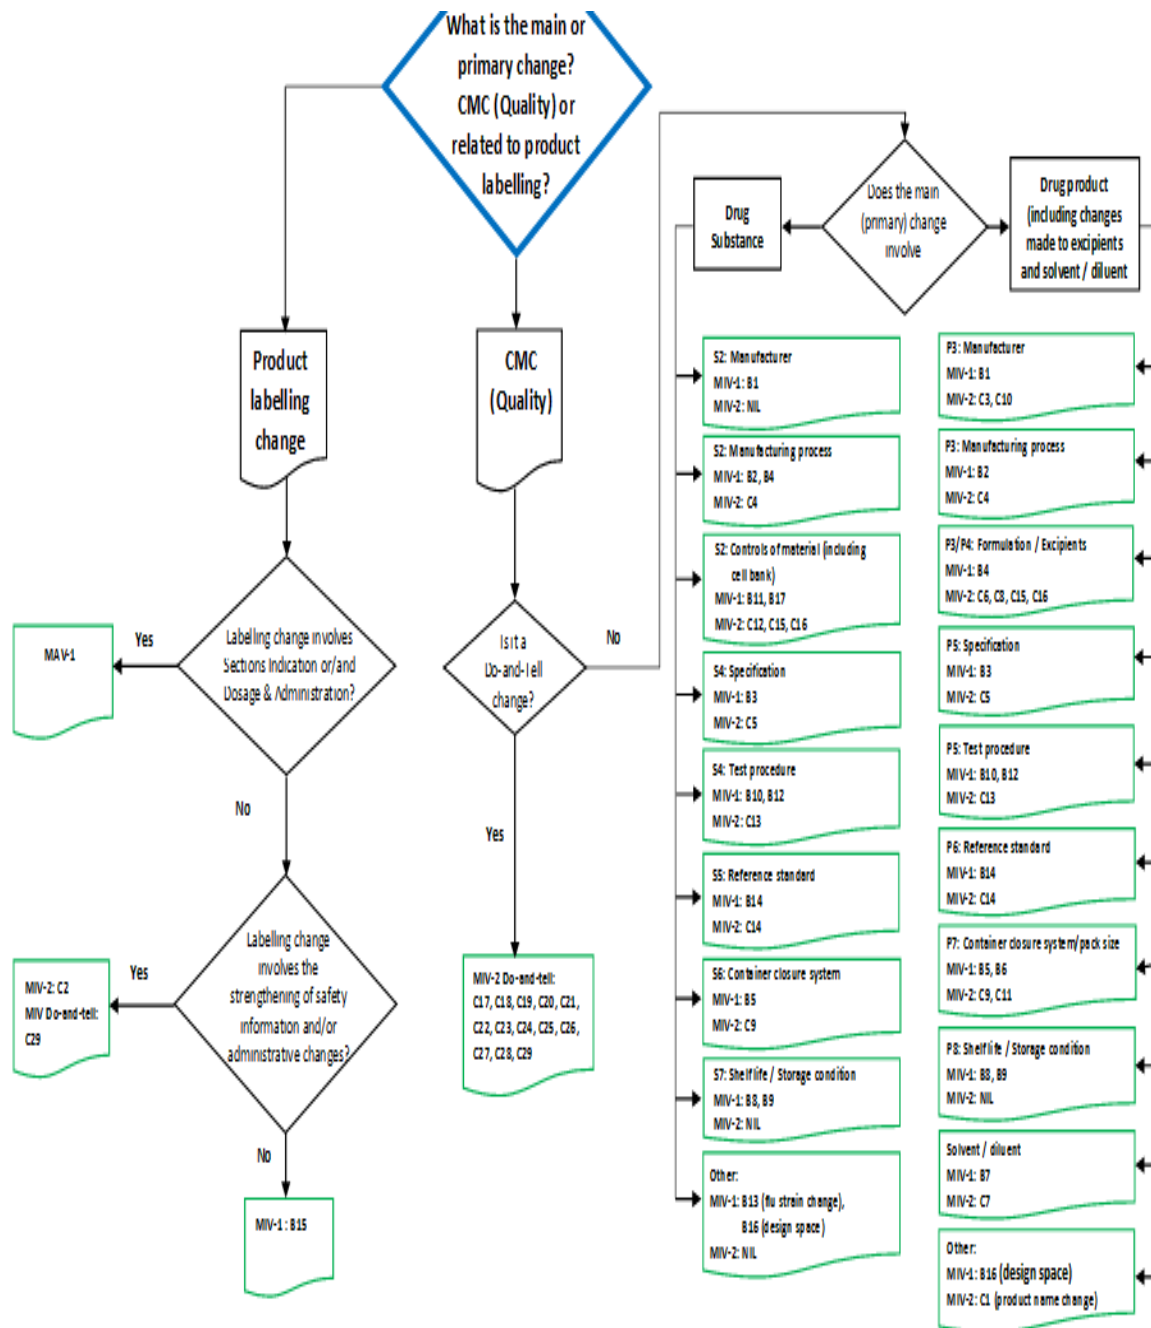 What is the main or
primary change?
CMC (Quality) or
related to product
labelling?
Product
labelling
change
CMC
(Quality)
Labelling change involves
Sections Indication or/and
Dosage & Administration?
Yes
MAV-1
No
Labelling change
involves the
strengthening of safety
information and/or
administrative changes?
Yes
MIV-2: C2
MIV Do-and-tell:
C29
No
MIV-1 : B15
Is it a
Do-and-Tell
change?
No
Yes
MIV-2 Do-and-tell:
C17, C18, C19, C20, C21,
C22, C23, C24, C25, C26,
C27, C28, C29
Does the main
(primary) change
involve
Drug
Substance
Drug product
(including changes
made to excipients
and solvent / diluent
S2: Manufacturer
MIV-1: B1
MIV-2: NIL
S2: Manufacturing process
MIV-1: B2, B4
MIV-2: C4
S2: Controls of material (including
cell bank)
MIV-1: B11, B17
MIV-2: C12, C15, C16
S4: Specification
MIV-1: B3
MIV-2: C5
S4: Test procedure
MIV-1: B10, B12
MIV-2: C13
S5: Reference standard
MIV-1: B14
MIV-2: C14
S6: Container closure system
MIV-1: B5
MIV-2: C9
S7: Shelf life / Storage condition
MIV-1: B8, B9
MIV-2: NIL
Other:
MIV-1: B13 (flu strain change),
B16 (design space)
MIV-2: NIL
P3: Manufacturer
MIV-1: B1
MIV-2: C3, C10
P3: Manufacturing process
MIV-1: B2
MIV-2: C4
P3/P4: Formulation / Excipients
MIV-1: B4
MIV-2: C6, C8, C15, C16
P5: Specification
MIV-1: B3
MIV-2: C5
P5: Test procedure
MIV-1: B10, B12
MIV-2: C13
P6: Reference standard
MIV-1: B14
MIV-2: C14
P7: Container closure system/pack size
MIV-1: B5, B6
MIV-2: C9, C11
P8: Shelf life / Storage condition
MIV-1: B8, B9
MIV-2: NIL
Solvent / diluent
MIV-1: B7
MIV-2: C7
Other:
MIV-1: B16 (design space)
MIV-2: C1 (product name change)